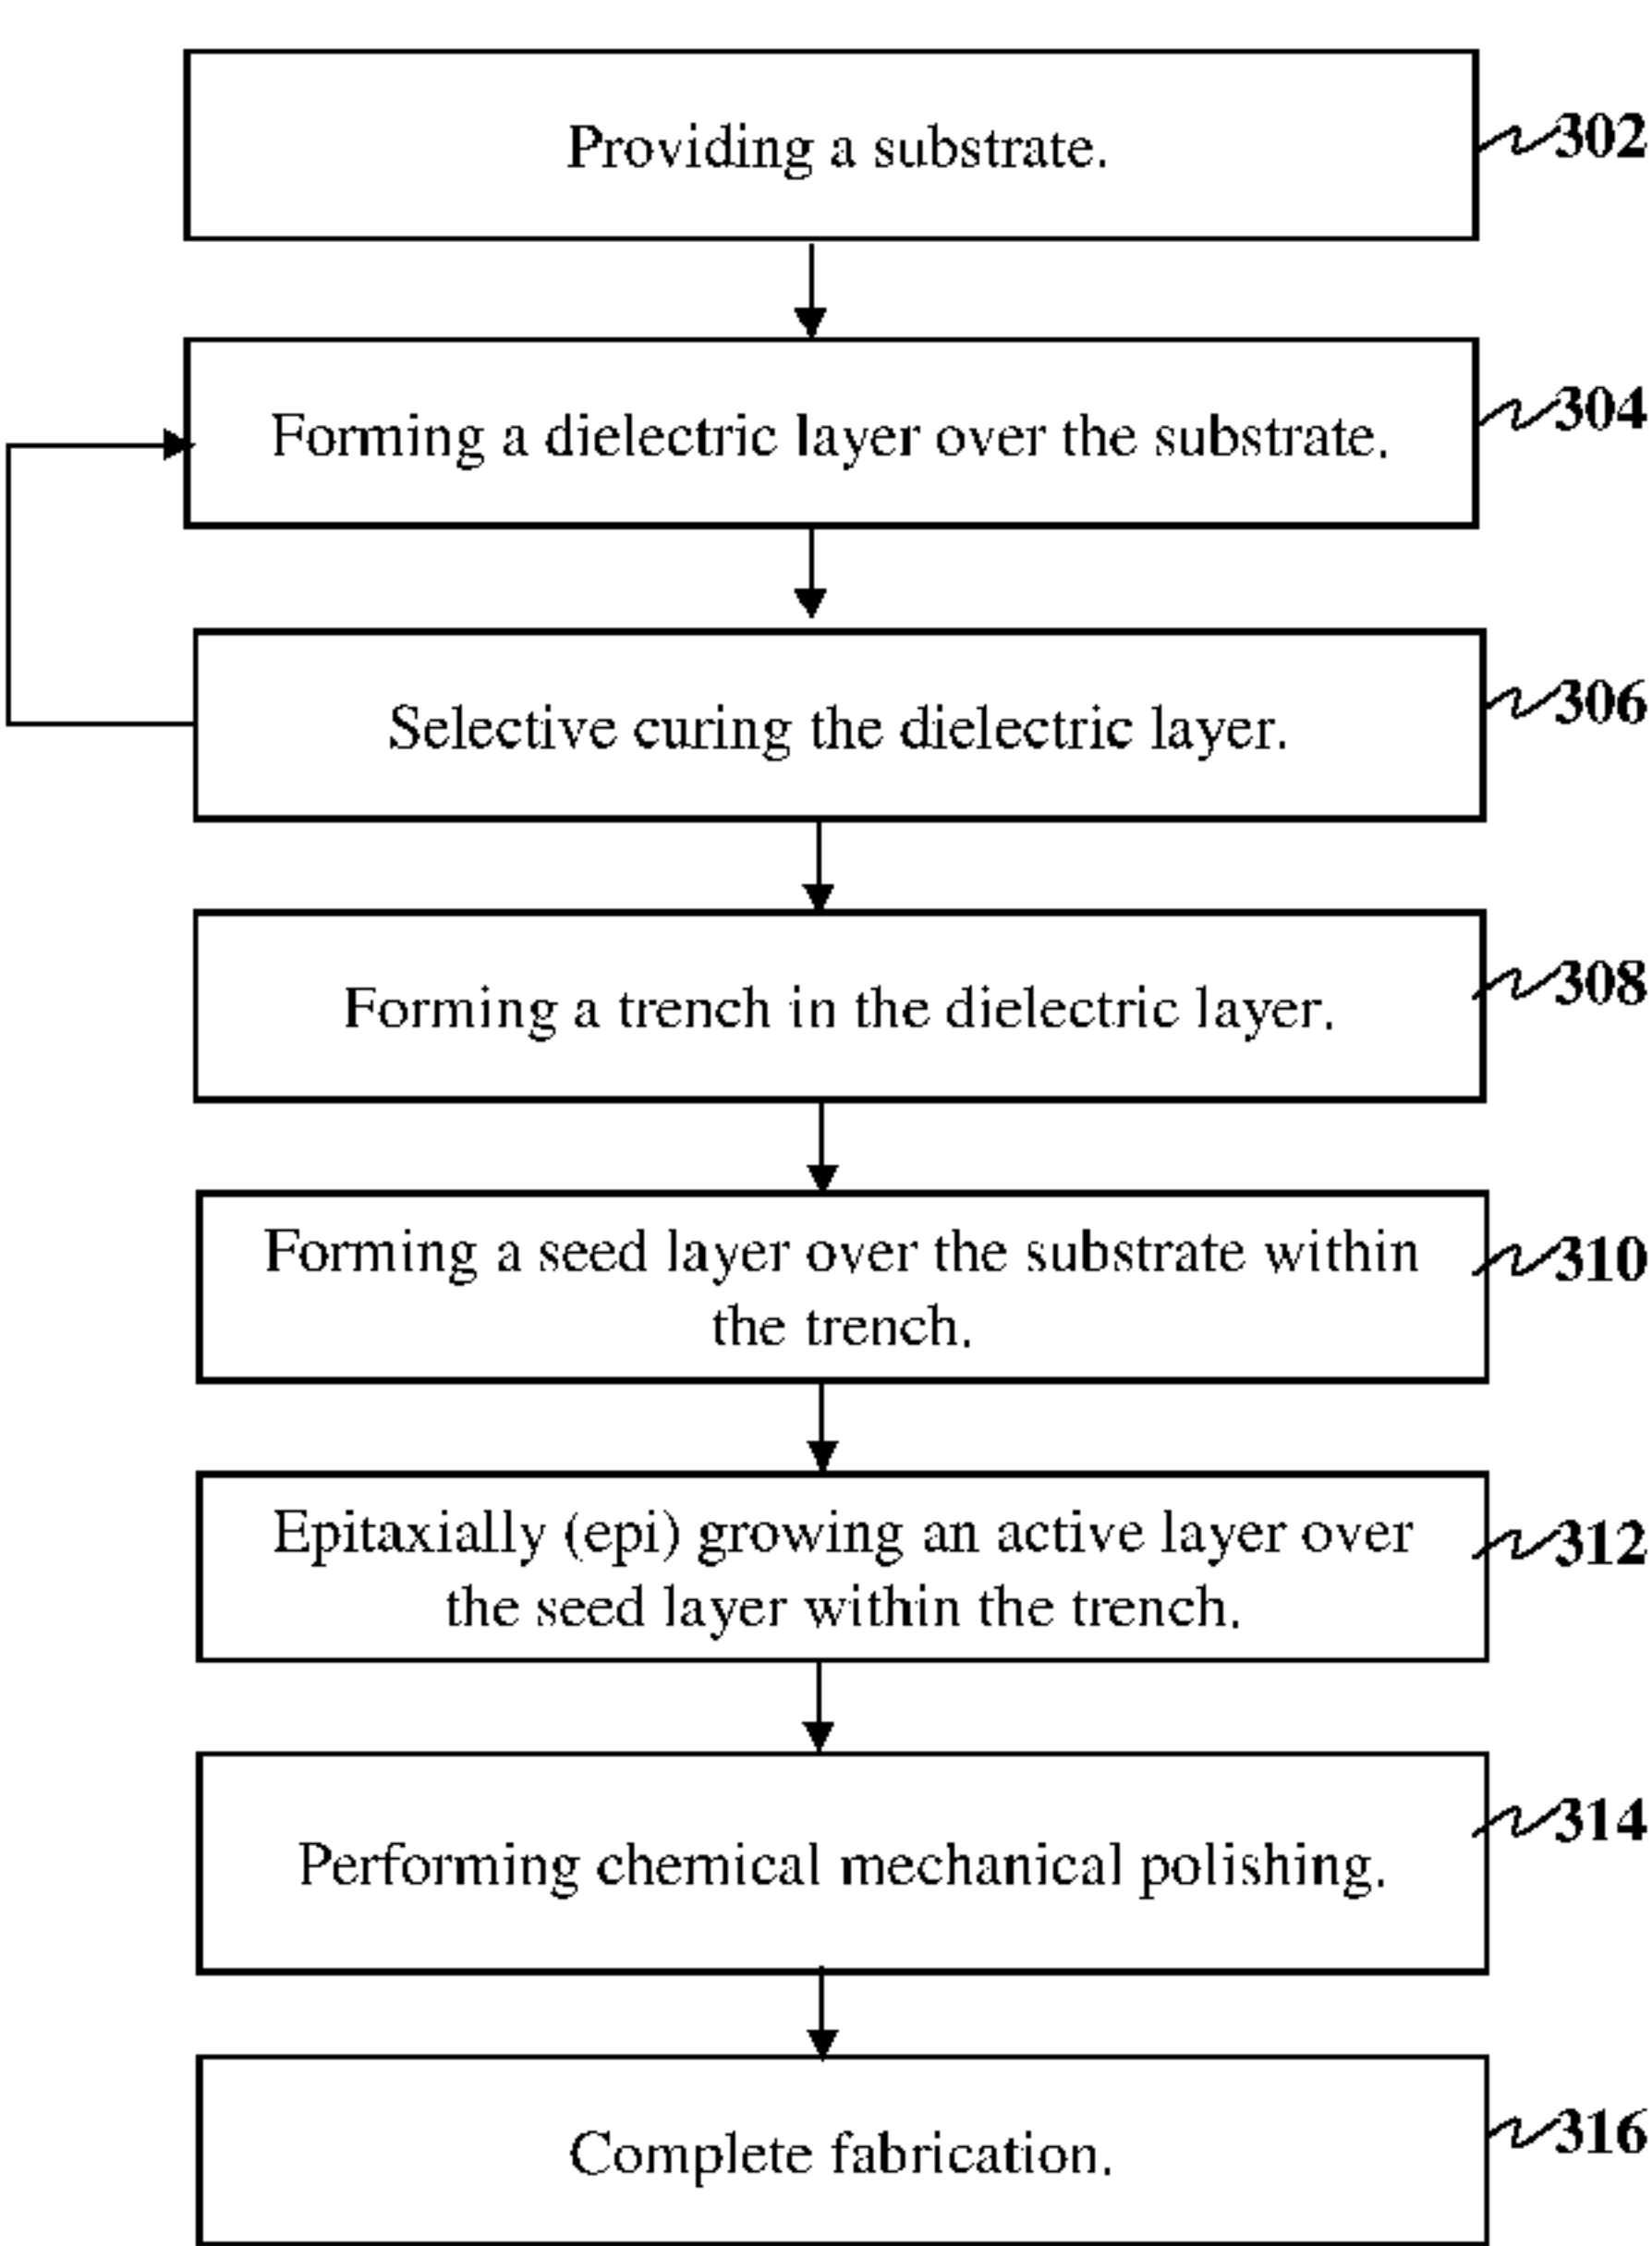 Providing a substrate.
302
Forming a dielectric layer over the substrate.
304
Selective curing the dielectric layer.
306
Forming a trench in the dielectric layer.
308
Forming a seed layer over the substrate within
the trench.
310
Epitaxially (epi) growing an active layer over
the seed layer within the trench.
312
Performing chemical mechanical polishing.
314
Complete fabrication.
316